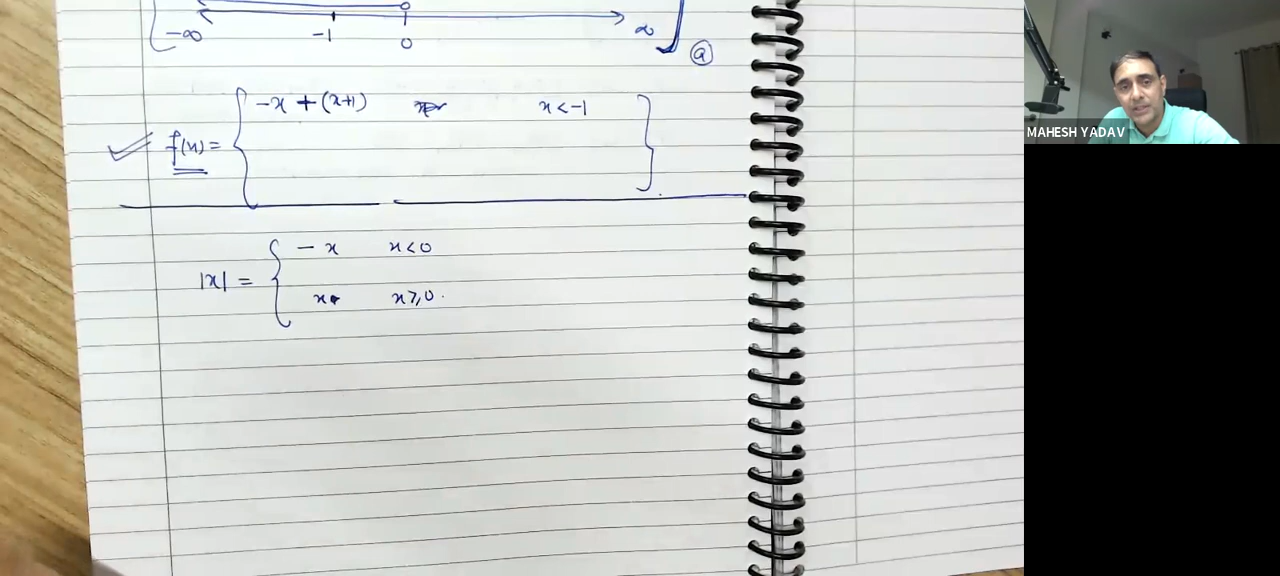 -∞ -1 0 ∞
ⓐ
f(x) = { -x + (x+1) x < -1 }
MAHESH YADAV
|x| = { -x x < 0
x x ≥ 0.